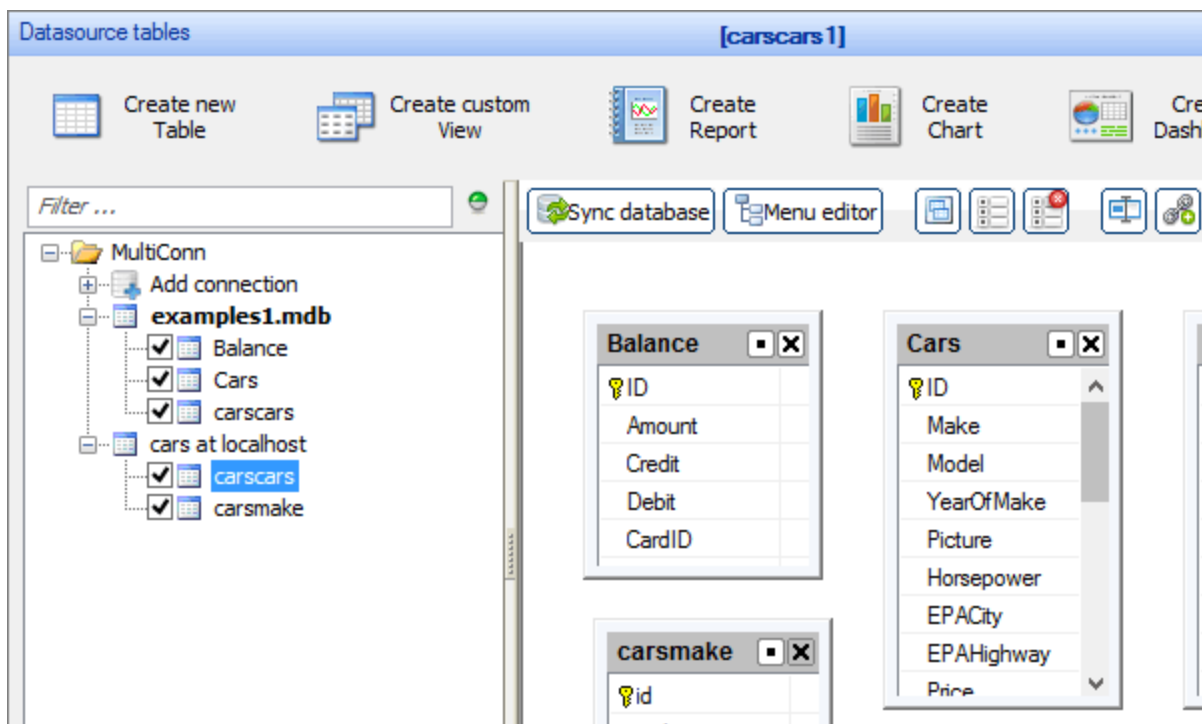 Datasource tables
[carscars1]
Create new
Table
Create custom
View
Create
Report
Create
Chart
Cre
Dash
Filter ...
Sync database
Menu editor
MultiConn
Add connection
examples1.mdb
Balance
Cars
carscars
cars at localhost
carscars
carsmake
Balance
ID
Amount
Credit
Debit
CardID
Cars
ID
Make
Model
YearOfMake
Picture
Horsepower
EPACity
EPAHighway
Price
carsmake
id